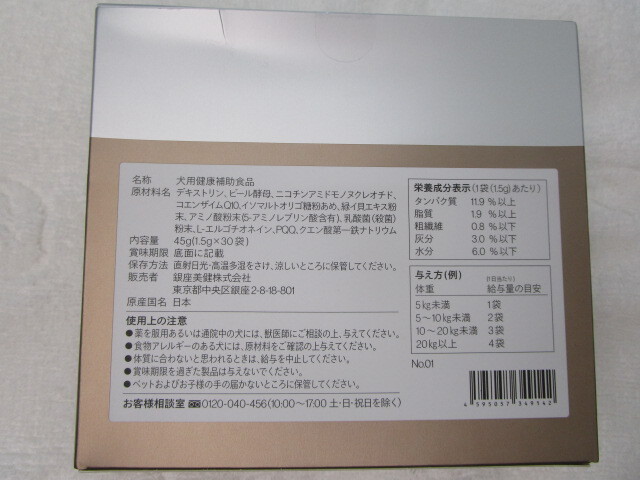 名称 犬用健康補助食品
原材料名 デキストリン、ビール酵母、ニコチンアミドモノヌクレオチド、
コエンザイムQ10、イソマルトオリゴ糖粉あめ、緑イ貝エキス粉
末、アミノ酸粉末(5-アミノレブリン酸含有)、乳酸菌(殺菌)
粉末、L-エルゴチオネイン、PQQ、クエン酸第一鉄ナトリウム
内容量 45g(1.5g×30袋)
賞味期限 底面に記載
保存方法 直射日光・高温多湿をさけ、涼しいところに保管してください。
販売者 銀座美健株式会社
東京都中央区銀座2-8-18-801
原産国名 日本
使用上の注意
●薬を服用あるいは通院中の犬には、獣医師にご相談の上、与えてください。
●食物アレルギーのある犬には、原材料をご確認の上与えてください。
●体質に合わないと思われるときは、給与を中止してください。
●賞味期限を過ぎた製品は与えないでください。
●ペットおよびお子様の手の届かないところに保管してください。
お客様相談室 0120-040-456(10:00〜17:00 土・日・祝日を除く)
栄養成分表示(1袋(1.5g)あたり)
タンパク質 11.9 %以上
脂質 1.9 %以上
粗繊維 0.8 %以下
灰分 3.0 %以下
水分 6.0 %以下
与え方(例) (1日当たり)
体重 給与量の目安
5kg未満 1袋
5〜10kg未満 2袋
10〜20kg未満 3袋
20kg以上 4袋
No.01
4 595057 349542